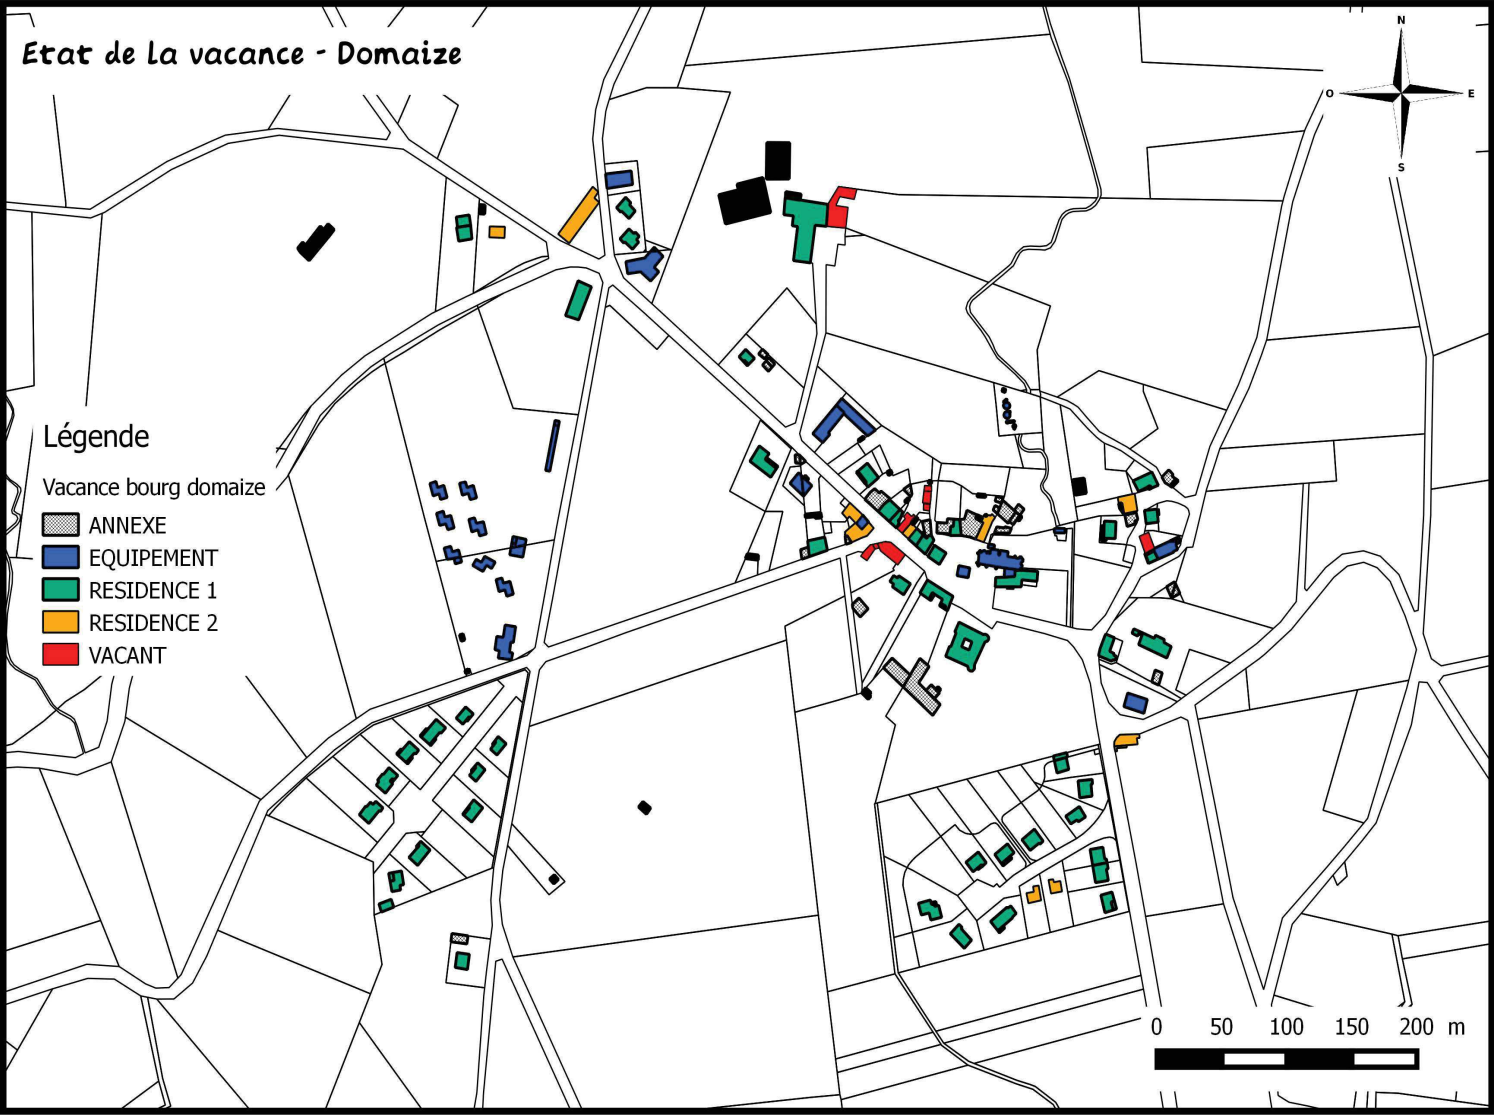 Etat de la vacance - Domaize
N
O
E
S
Légende
Vacance bourg domaize
ANNEXE
EQUIPEMENT
RESIDENCE 1
RESIDENCE 2
VACANT
0 50 100 150 200 m